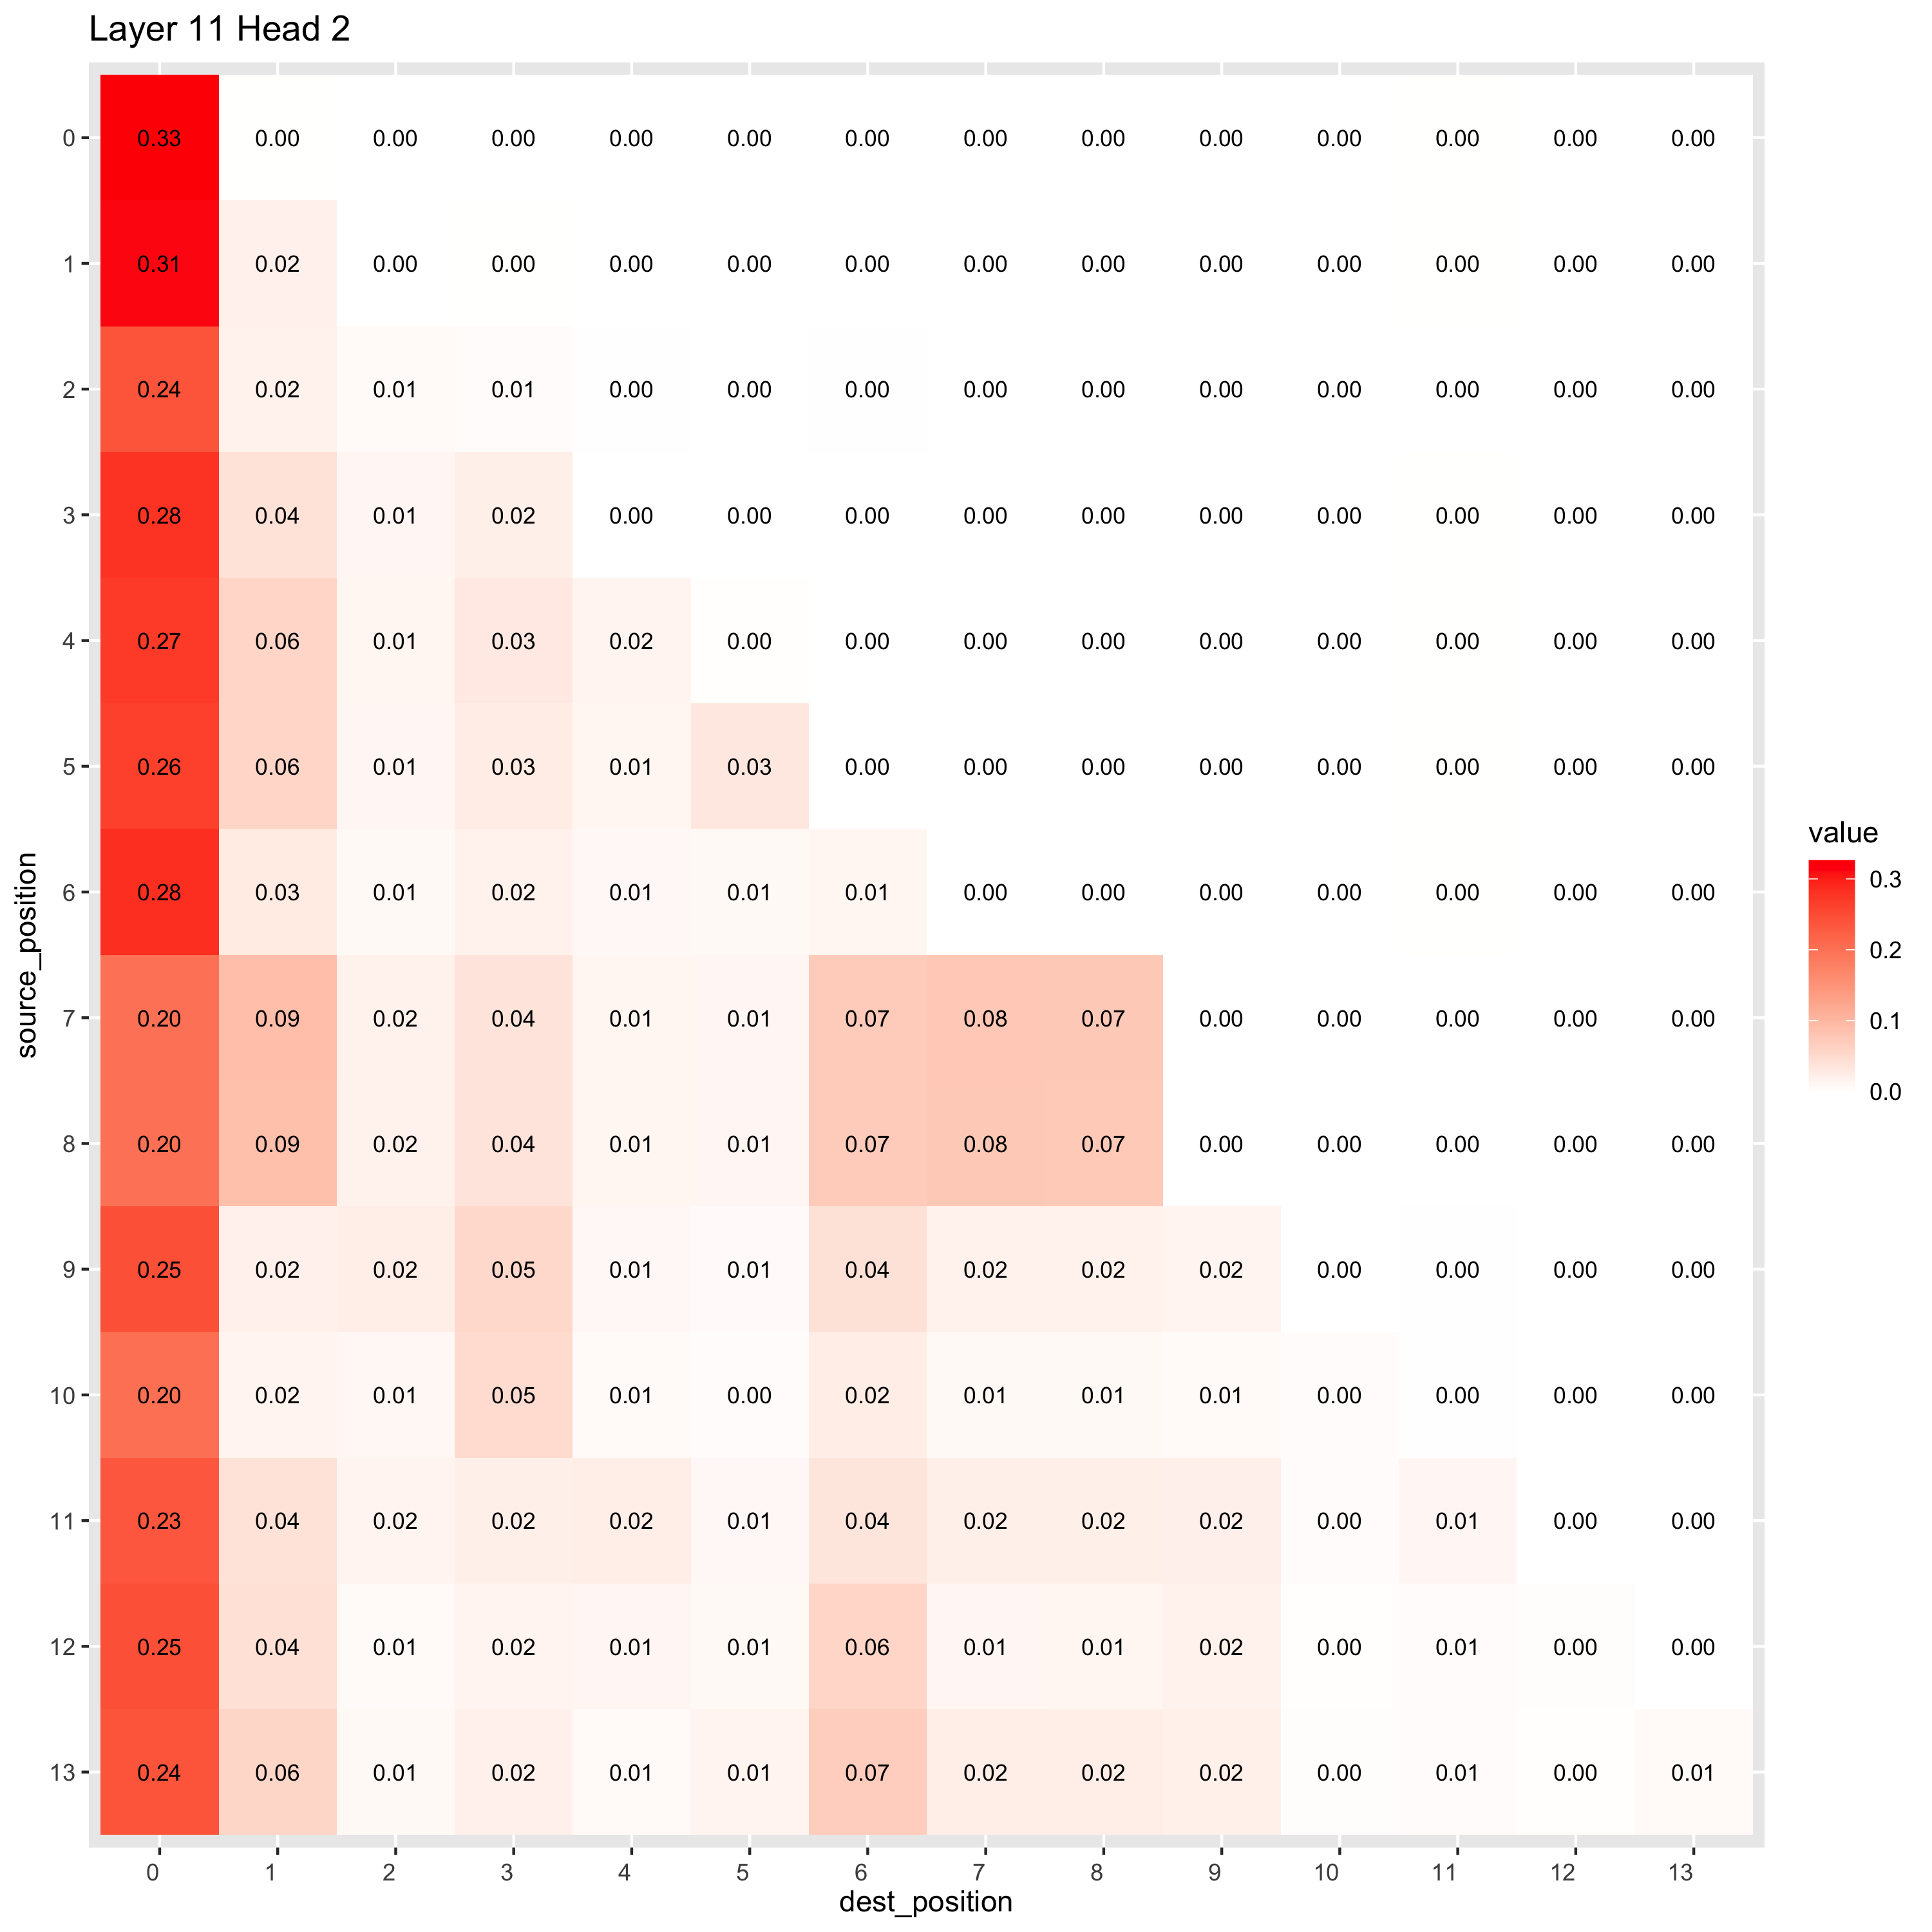 Layer 11 Head 2
0 0.33 0.00 0.00 0.00 0.00 0.00 0.00 0.00 0.00 0.00 0.00 0.00 0.00 0.00
1 0.31 0.02 0.00 0.00 0.00 0.00 0.00 0.00 0.00 0.00 0.00 0.00 0.00 0.00
2 0.24 0.02 0.01 0.01 0.00 0.00 0.00 0.00 0.00 0.00 0.00 0.00 0.00 0.00
3 0.28 0.04 0.01 0.02 0.00 0.00 0.00 0.00 0.00 0.00 0.00 0.00 0.00 0.00
4 0.27 0.06 0.01 0.03 0.02 0.00 0.00 0.00 0.00 0.00 0.00 0.00 0.00 0.00
5 0.26 0.06 0.01 0.03 0.01 0.03 0.00 0.00 0.00 0.00 0.00 0.00 0.00 0.00
6 0.28 0.03 0.01 0.02 0.01 0.01 0.01 0.00 0.00 0.00 0.00 0.00 0.00 0.00
7 0.20 0.09 0.02 0.04 0.01 0.01 0.07 0.08 0.07 0.00 0.00 0.00 0.00 0.00
8 0.20 0.09 0.02 0.04 0.01 0.01 0.07 0.08 0.07 0.00 0.00 0.00 0.00 0.00
9 0.25 0.02 0.02 0.05 0.01 0.01 0.04 0.02 0.02 0.02 0.00 0.00 0.00 0.00
10 0.20 0.02 0.01 0.05 0.01 0.00 0.02 0.01 0.01 0.01 0.00 0.00 0.00 0.00
11 0.23 0.04 0.02 0.02 0.02 0.01 0.04 0.02 0.02 0.02 0.00 0.01 0.00 0.00
12 0.25 0.04 0.01 0.02 0.01 0.01 0.06 0.01 0.01 0.02 0.00 0.01 0.00 0.00
13 0.24 0.06 0.01 0.02 0.01 0.01 0.07 0.02 0.02 0.02 0.00 0.01 0.00 0.01
0 1 2 3 4 5 6 7 8 9 10 11 12 13
dest_position
source_position
value
0.3
0.2
0.1
0.0